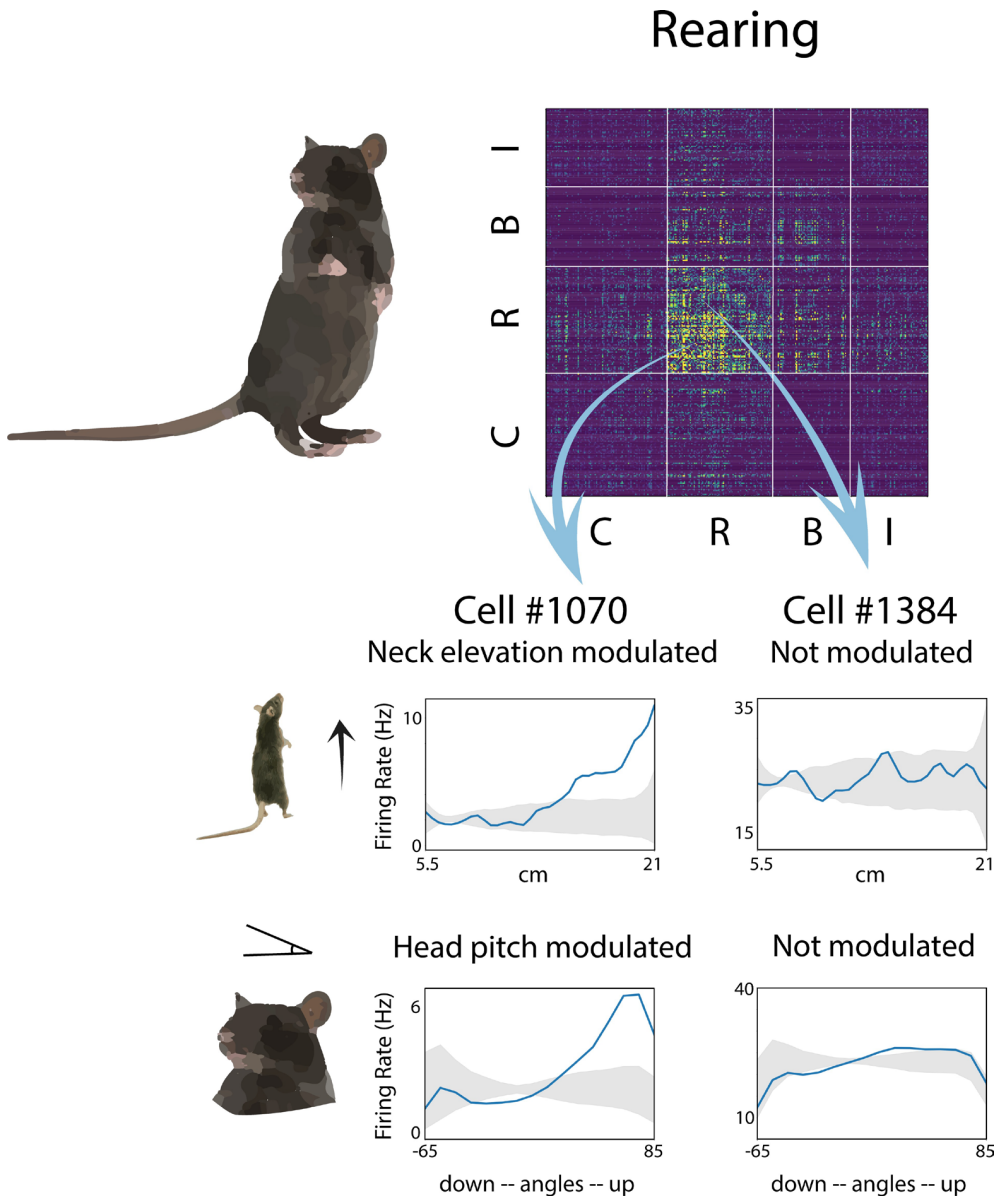 Rearing
I
B
R
C
C R B I
Cell #1070
Neck elevation modulated
Cell #1384
Not modulated
Firing Rate (Hz)
10
0
5.5 21
cm
35
15
5.5 21
cm
Head pitch modulated
Not modulated
Firing Rate (Hz)
6
0
-65 85
down -- angles -- up
40
10
-65 85
down -- angles -- up